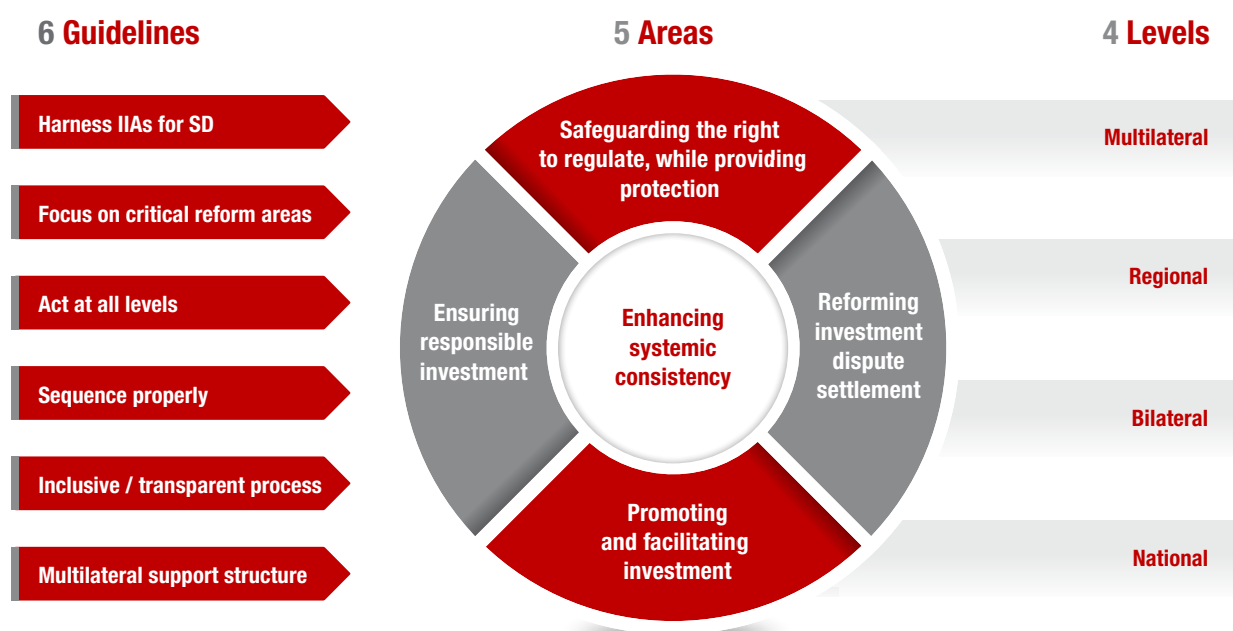 6 Guidelines
Harness IIAs for SD
Focus on critical reform areas
Act at all levels
Sequence properly
Inclusive / transparent process
Multilateral support structure
5 Areas
Safeguarding the right
to regulate, while providing
protection
Ensuring
responsible
investment
Enhancing
systemic
consistency
Reforming
investment
dispute
settlement
Promoting
and facilitating
investment
4 Levels
Multilateral
Regional
Bilateral
National